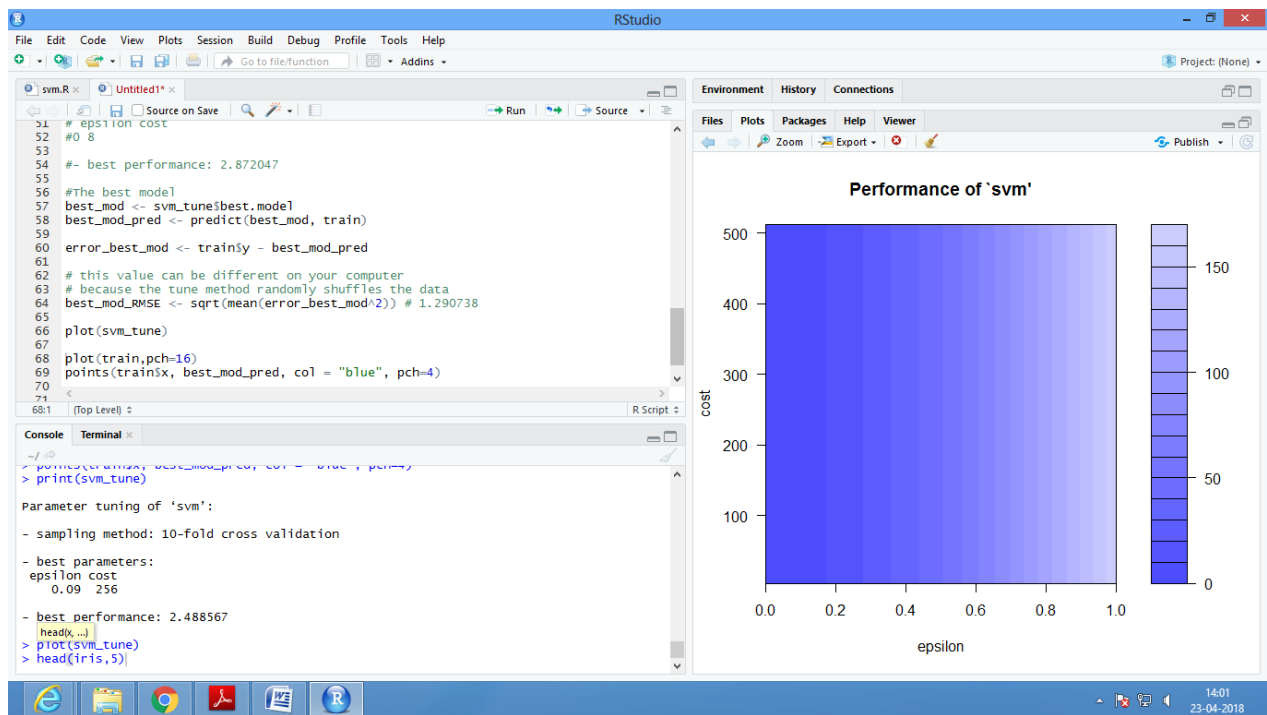 RStudio
File Edit Code View Plots Session Build Debug Profile Tools Help
Go to file/function Addins Project: (None)
svm.R Untitled1*
Source on Save Run Source
51 # epsilon cost
52 #0 8
53
54 #- best performance: 2.872047
55
56 #The best model
57 best_mod <- svm_tune$best.model
58 best_mod_pred <- predict(best_mod, train)
59
60 error_best_mod <- train$y - best_mod_pred
61
62 # this value can be different on your computer
63 # because the tune method randomly shuffles the data
64 best_mod_RMSE <- sqrt(mean(error_best_mod^2)) # 1.290738
65
66 plot(svm_tune)
67
68 plot(train,pch=16)
69 points(train$x, best_mod_pred, col = "blue", pch=4)
70
71
68:1 (Top Level) R Script
Console Terminal
~/
> points(train$x, best_mod_pred, col = "blue", pch=4)
> print(svm_tune)
Parameter tuning of ‘svm’:
- sampling method: 10-fold cross validation
- best parameters:
epsilon cost
0.09 256
- best performance: 2.488567
head(x, ...)
> plot(svm_tune)
> head(iris,5)
Environment History Connections
Files Plots Packages Help Viewer
Zoom Export Publish
Performance of `svm'
500
400
300
200
100
cost
0.0 0.2 0.4 0.6 0.8 1.0
epsilon
150
100
50
0
14:01
23-04-2018